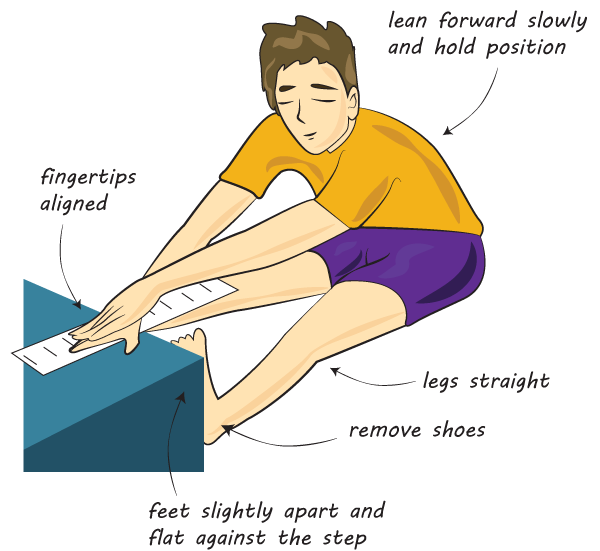 lean forward slowly
and hold position
fingertips
aligned
legs straight
remove shoes
feet slightly apart and
flat against the step